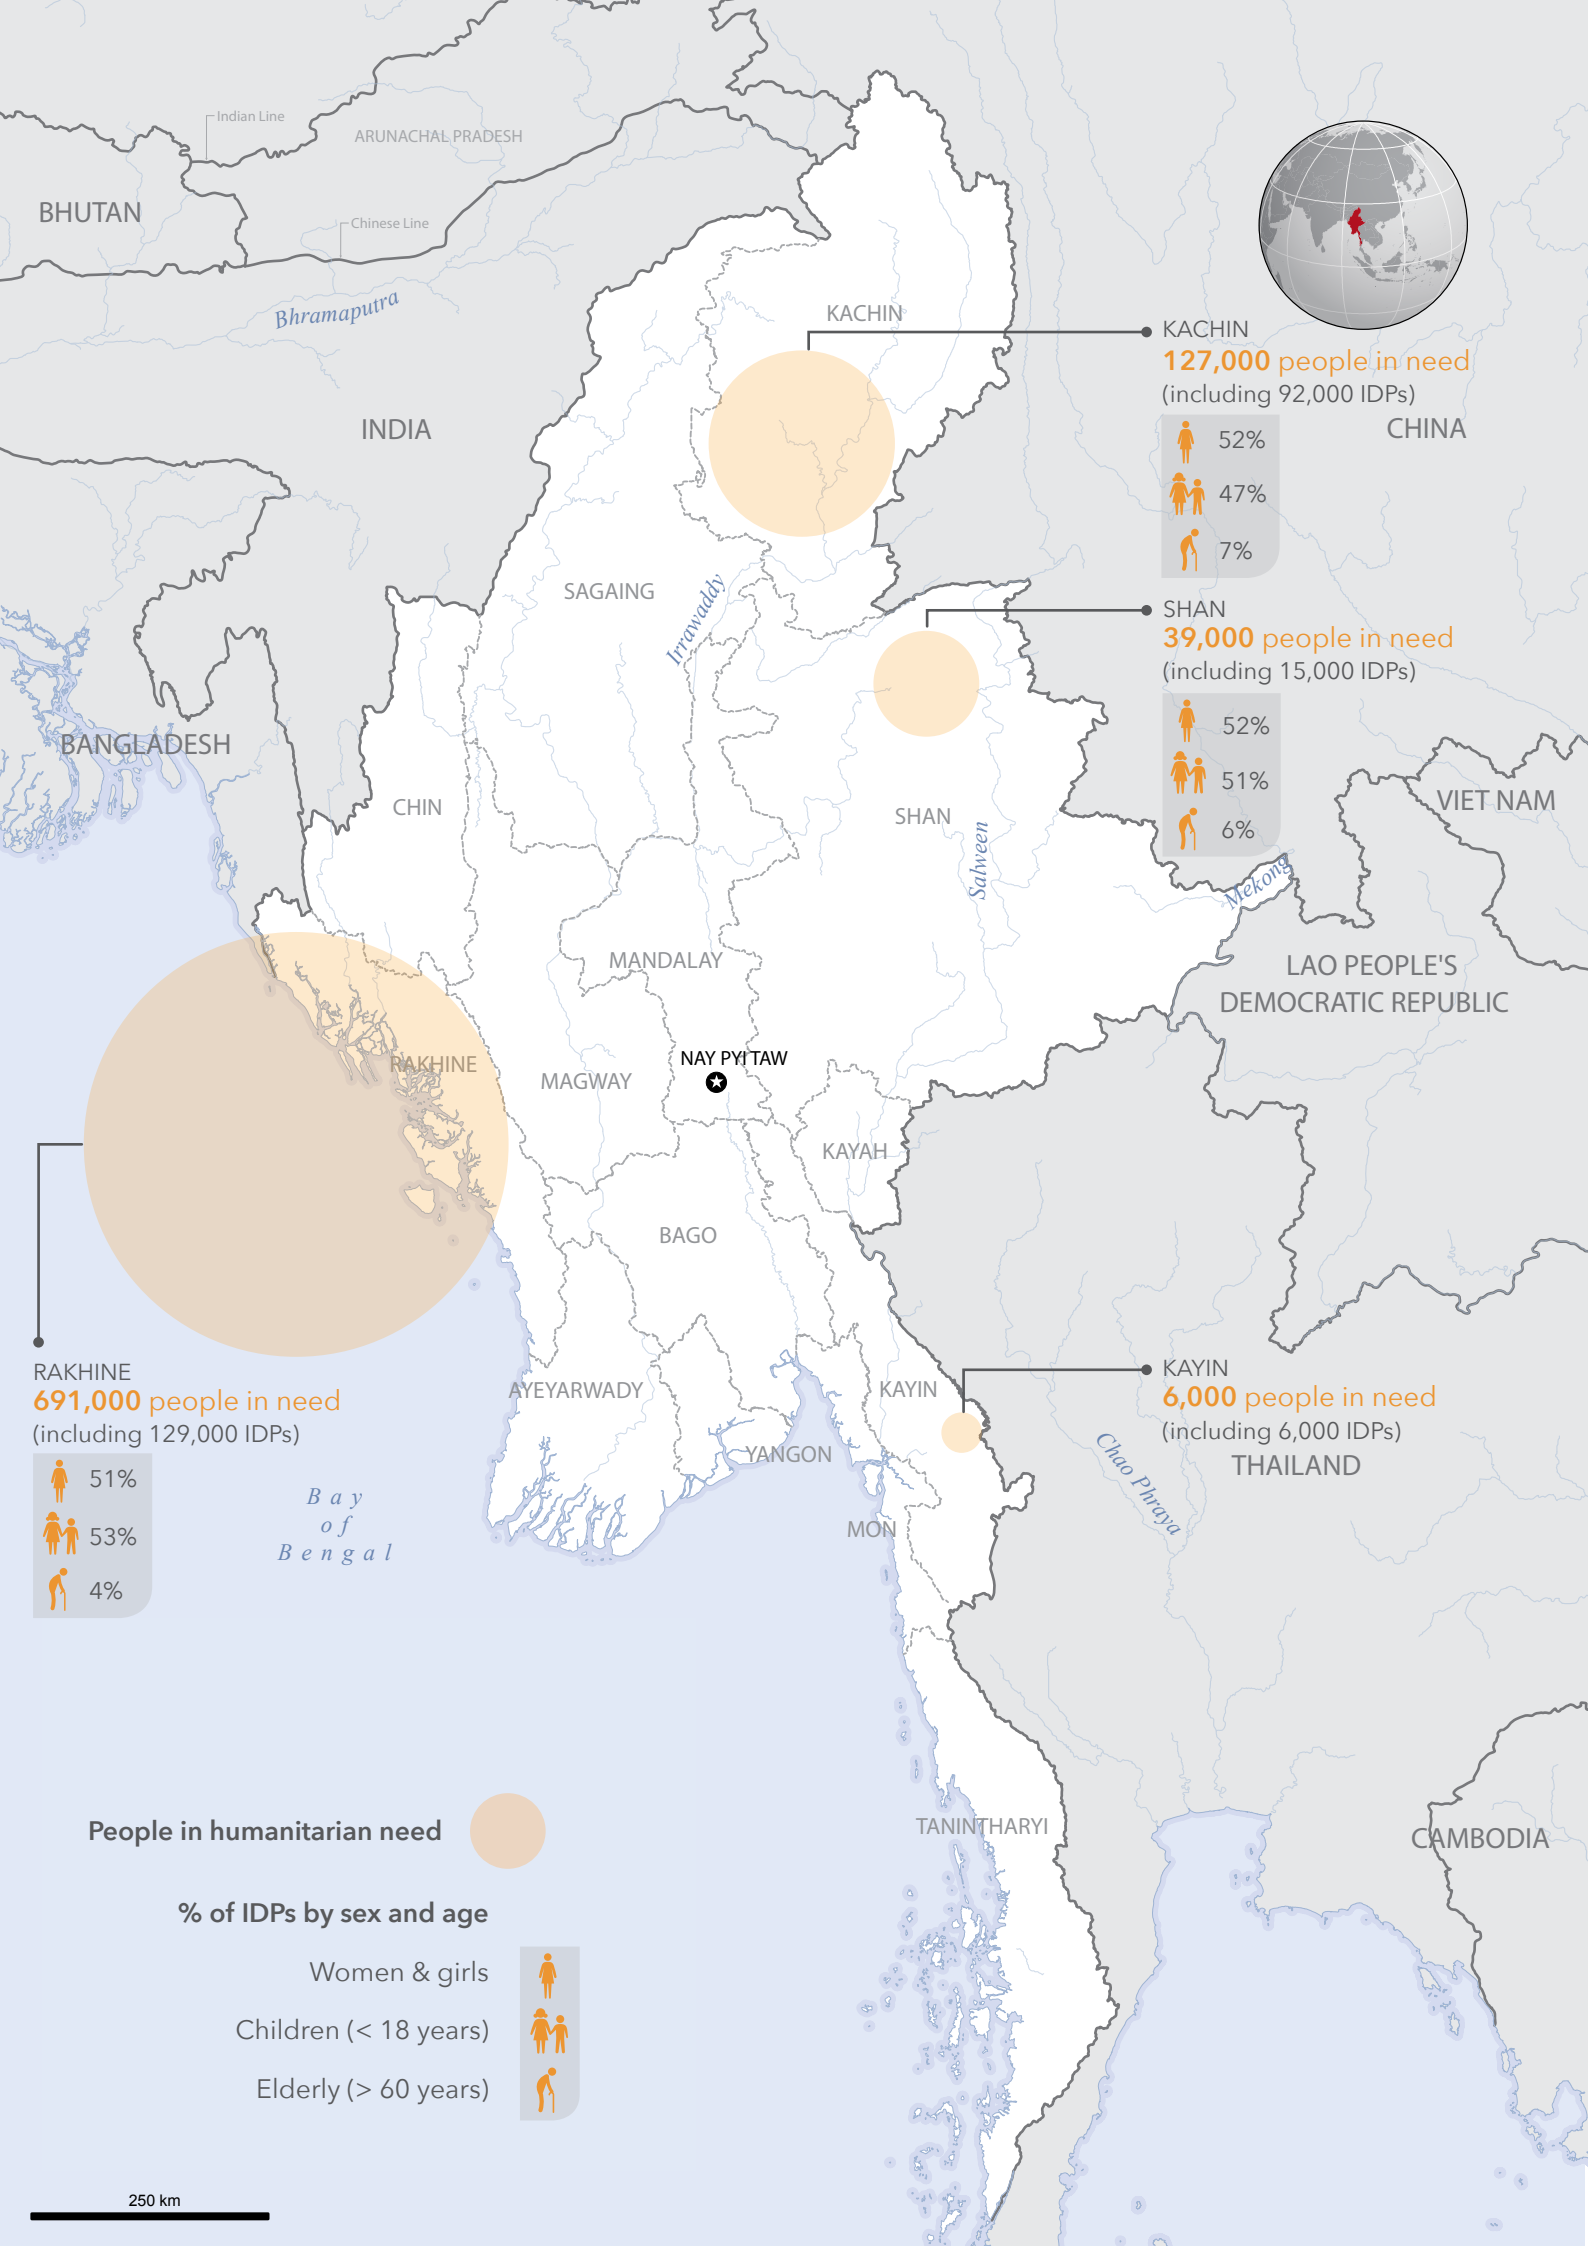 Indian Line
ARUNACHAL PRADESH
BHUTAN
Chinese Line
Bhramaputra
KACHIN
KACHIN
127,000 people in need
(including 92,000 IDPs)
52%
47%
7%
INDIA
CHINA
SAGAING
Irrawaddy
SHAN
39,000 people in need
(including 15,000 IDPs)
52%
51%
6%
BANGLADESH
CHIN
SHAN
Salween
VIET NAM
Mekong
MANDALAY
LAO PEOPLE'S
DEMOCRATIC REPUBLIC
RAKHINE
MAGWAY
NAY PYI TAW
KAYAH
BAGO
RAKHINE
691,000 people in need
(including 129,000 IDPs)
51%
53%
4%
AYEYARWADY
KAYIN
KAYIN
6,000 people in need
(including 6,000 IDPs)
THAILAND
Chao Phraya
YANGON
Bay
of
Bengal
MON
TANINTHARYI
CAMBODIA
People in humanitarian need
% of IDPs by sex and age
Women & girls
Children (< 18 years)
Elderly (> 60 years)
250 km